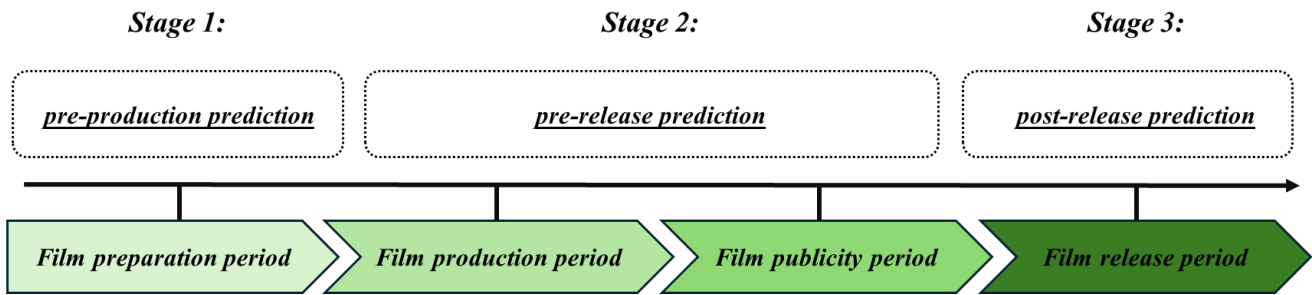 Stage 1:
Stage 2:
Stage 3:
pre-production prediction
pre-release prediction
post-release prediction
Film preparation period
Film production period
Film publicity period
Film release period